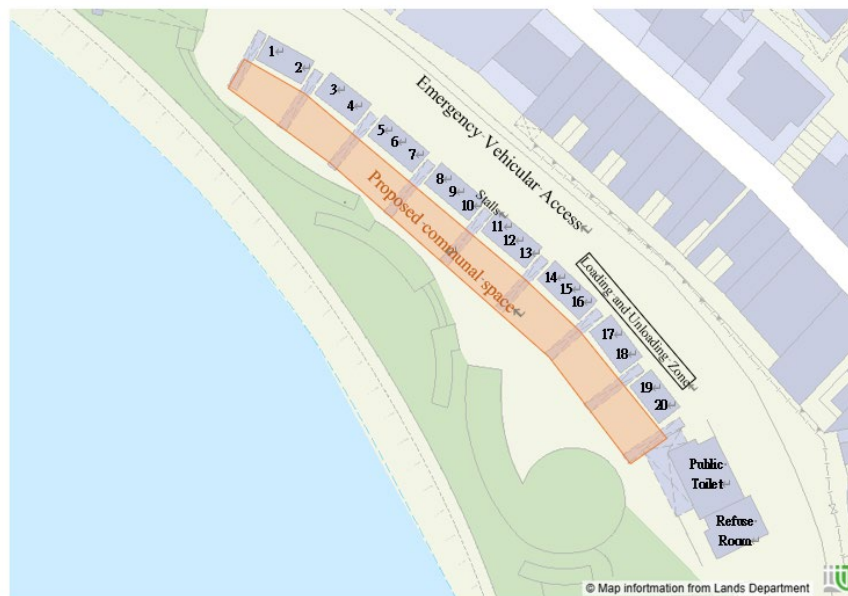 1
2
3
4
5
6
7
8
9
10
Stalls
11
12
13
14
15
16
17
18
19
20
Emergency Vehicular Access
Proposed communal space
Loading and Unloading Zone
Public
Toilet
Refuse
Room
© Map infortmation from Lands Department